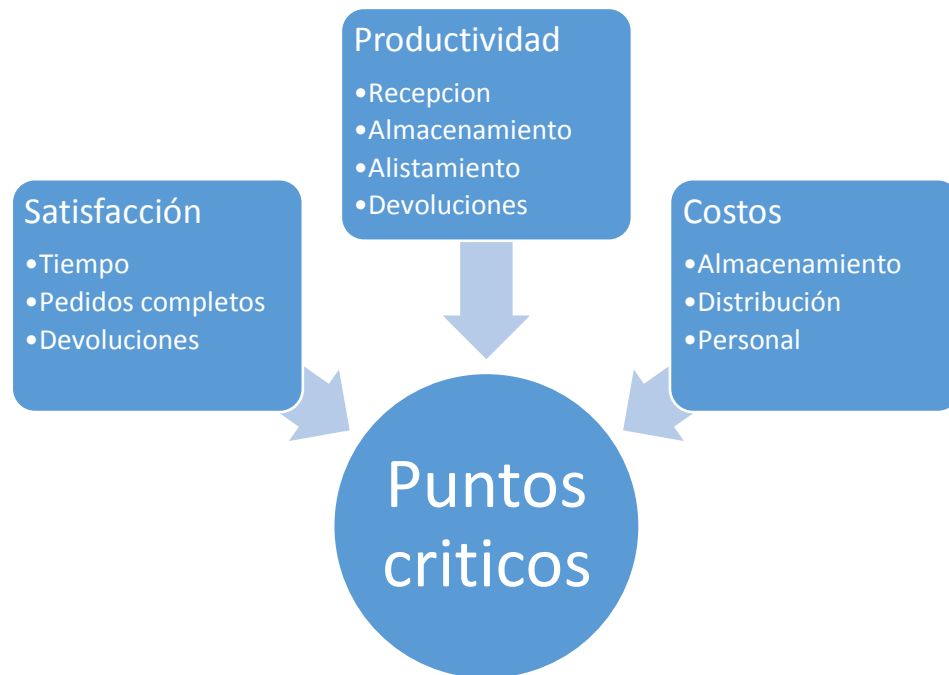 Productividad
•Recepcion
•Almacenamiento
•Alistamiento
•Devoluciones
Satisfacción
•Tiempo
•Pedidos completos
•Devoluciones
Costos
•Almacenamiento
•Distribución
•Personal
Puntos
criticos